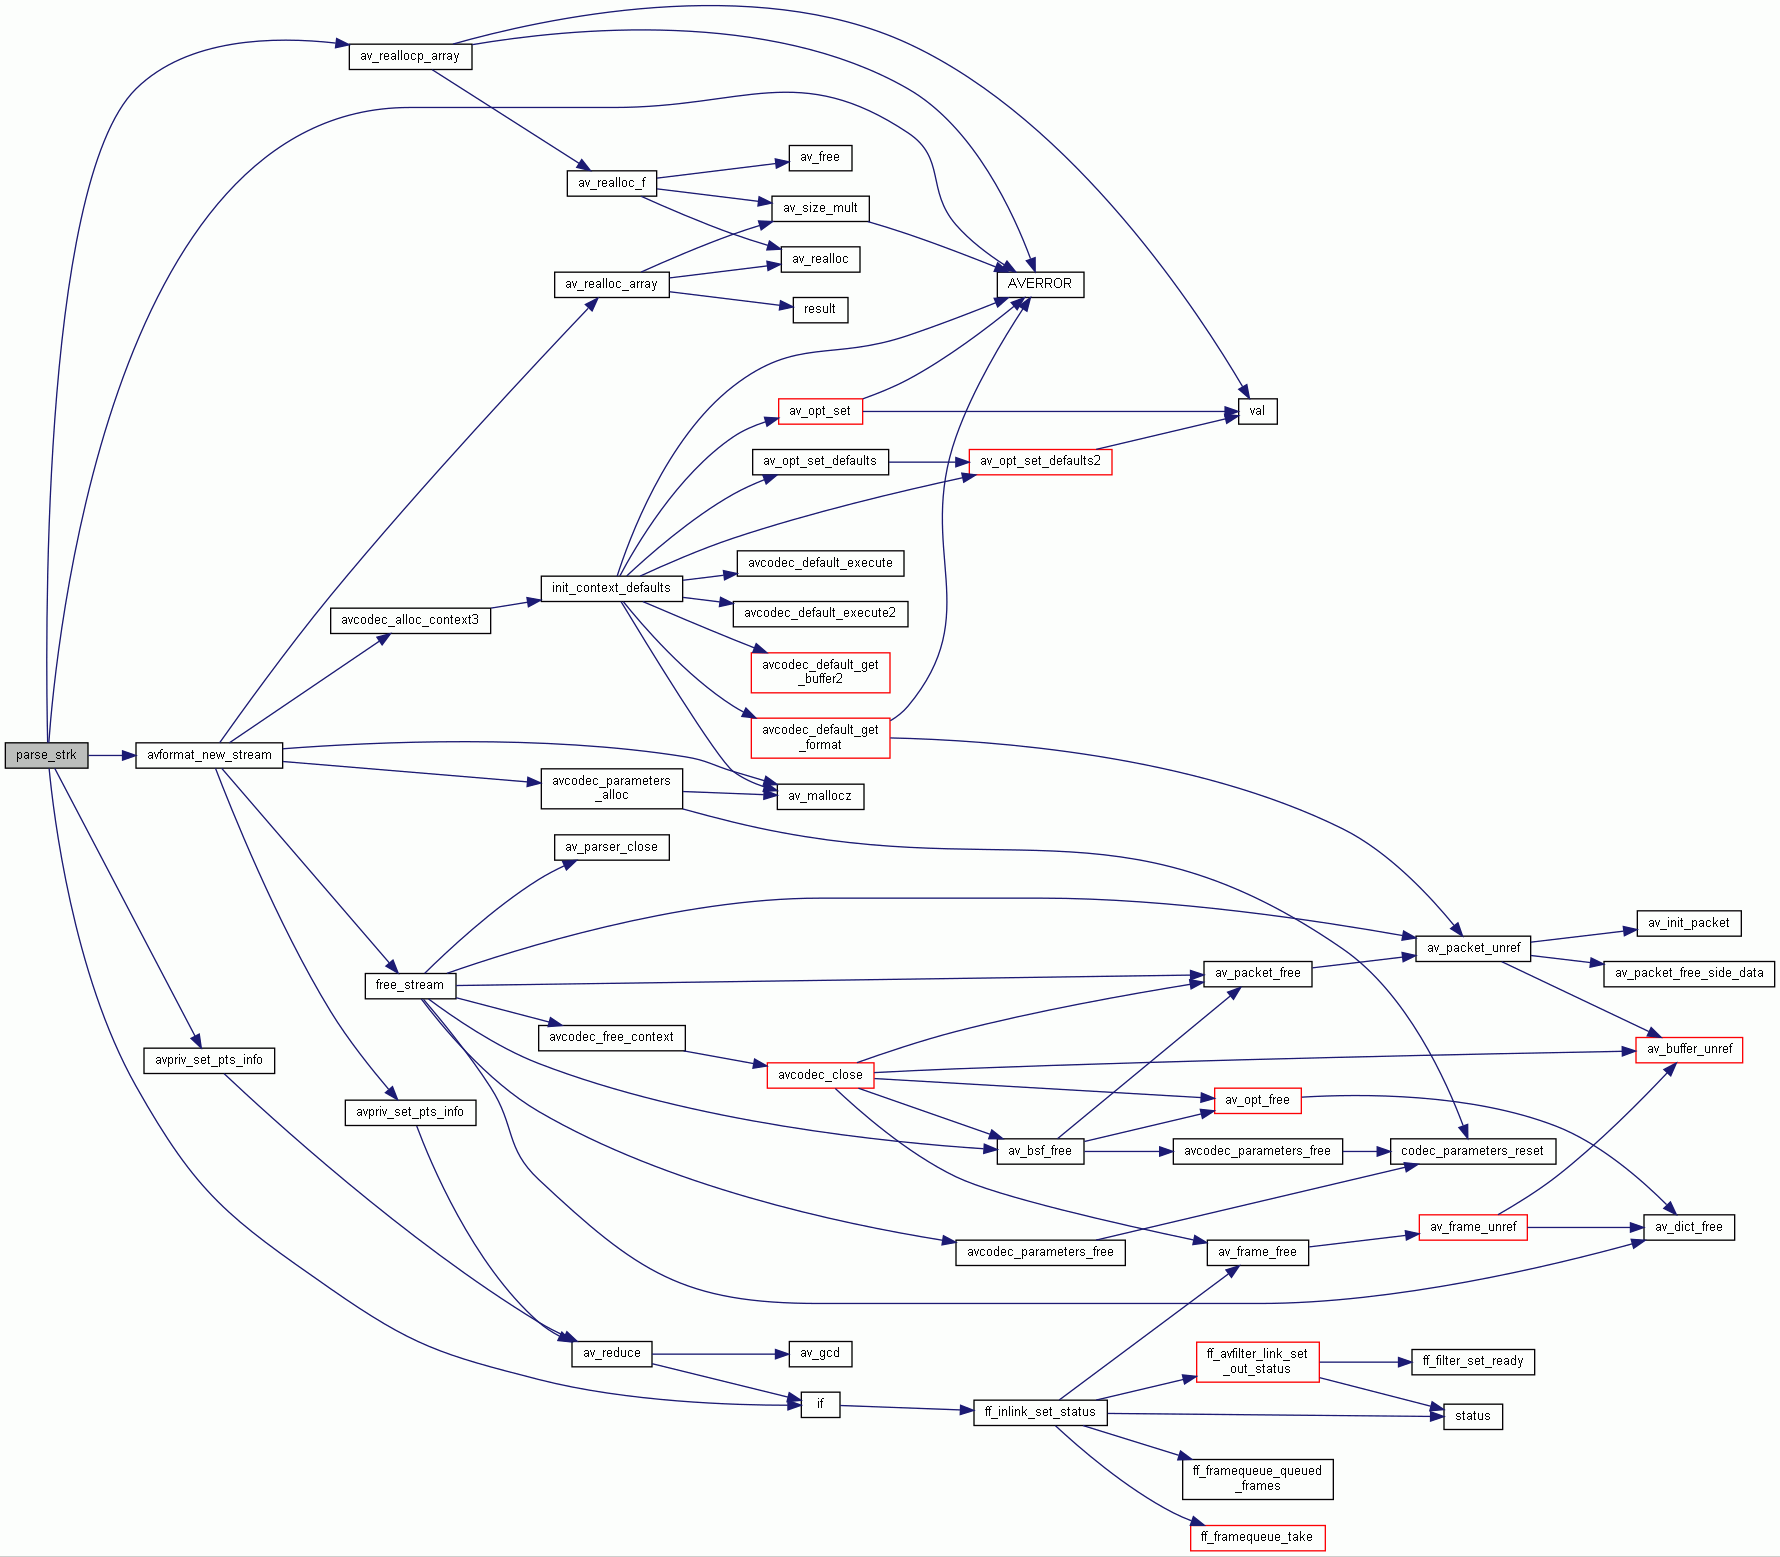 av_reallocp_array
av_free
av_realloc_f
av_size_mult
av_realloc
av_realloc_array
AVERROR
result
av_opt_set
val
av_opt_set_defaults
av_opt_set_defaults2
avcodec_default_execute
init_context_defaults
avcodec_default_execute2
avcodec_alloc_context3
avcodec_default_get
_buffer2
avcodec_default_get
_format
parse_strk
avformat_new_stream
avcodec_parameters
_alloc
av_mallocz
av_parser_close
av_init_packet
av_packet_unref
av_packet_free
av_packet_free_side_data
free_stream
avcodec_free_context
av_buffer_unref
avpriv_set_pts_info
avcodec_close
av_opt_free
avpriv_set_pts_info
av_bsf_free
avcodec_parameters_free
codec_parameters_reset
av_frame_unref
av_dict_free
avcodec_parameters_free
av_frame_free
av_reduce
av_gcd
ff_avfilter_link_set
_out_status
ff_filter_set_ready
if
ff_inlink_set_status
status
ff_framequeue_queued
_frames
ff_framequeue_take